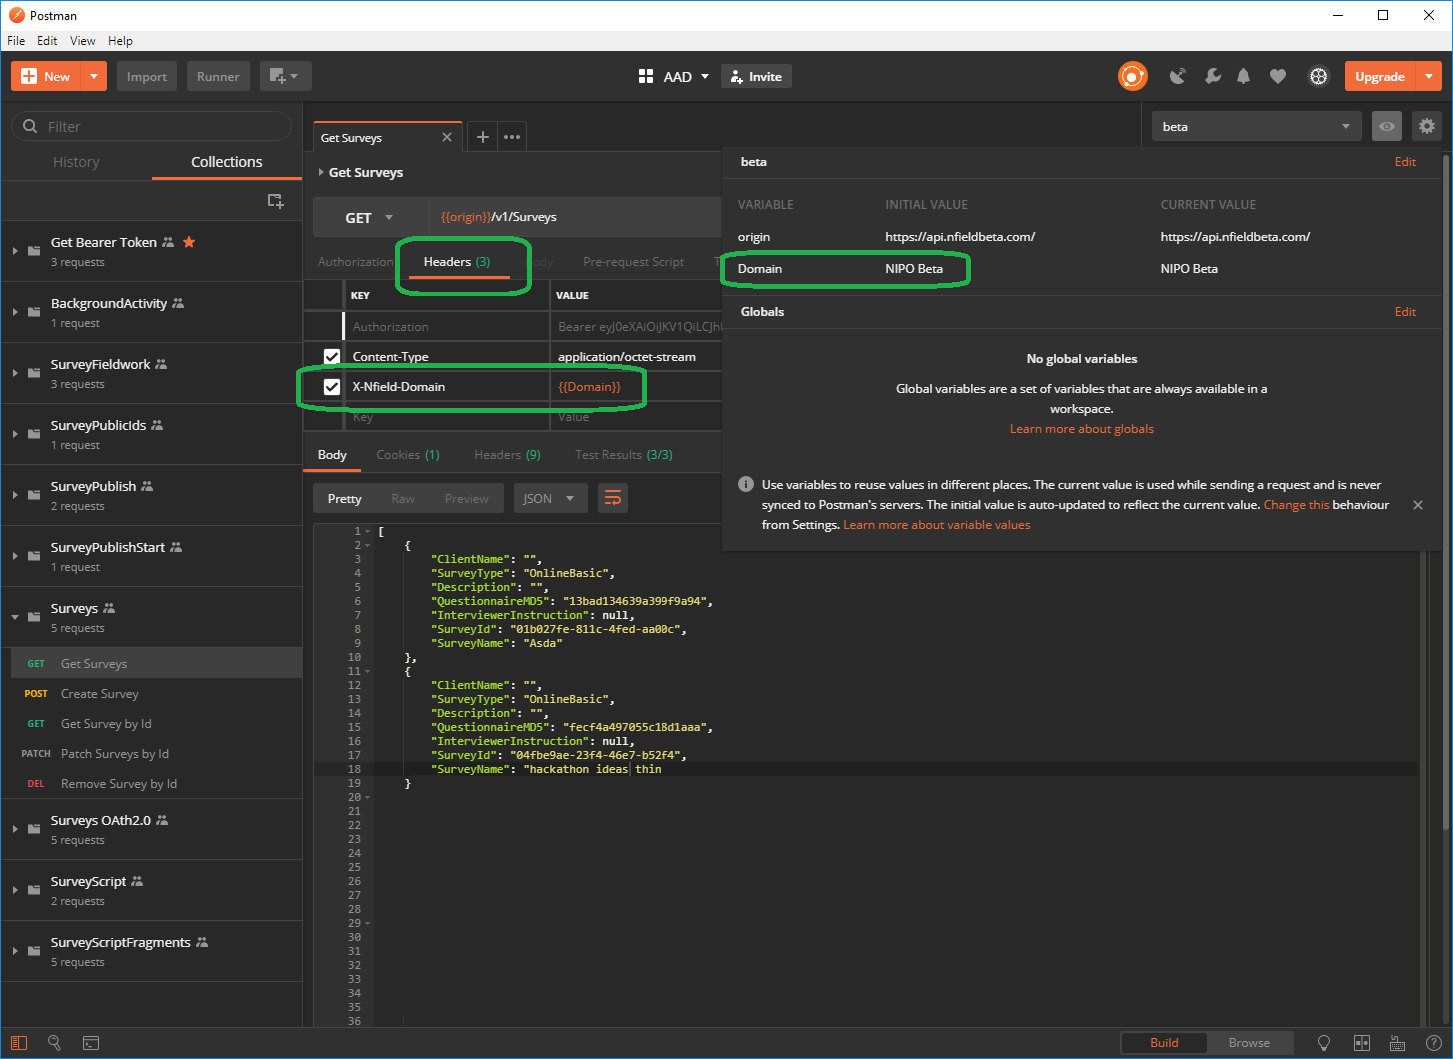 Postman
File Edit View Help
New Import Runner AAD Invite Upgrade
Filter
History Collections
Get Bearer Token
3 requests
BackgroundActivity
1 request
SurveyFieldwork
3 requests
SurveyPublicIds
1 request
SurveyPublish
2 requests
SurveyPublishStart
1 request
Surveys
5 requests
GET Get Surveys
POST Create Survey
GET Get Survey by Id
PATCH Patch Surveys by Id
DEL Remove Survey by Id
Surveys OAth2.0
5 requests
SurveyScript
2 requests
SurveyScriptFragments
5 requests
Get Surveys
Get Surveys
GET {{origin}}/v1/Surveys
Authorization Headers (3) Pre-request Script
KEY VALUE
Authorization Bearer eyJ0eXAiOiJKV1QiLCJh
Content-Type application/octet-stream
X-Nfield-Domain {{Domain}}
Key Value
Body Cookies (1) Headers (9) Test Results (3/3)
Pretty Raw Preview JSON
1 [
2 {
3 "ClientName": "",
4 "SurveyType": "OnlineBasic",
5 "Description": "",
6 "QuestionnaireMD5": "13bad134639a399f9a94",
7 "InterviewerInstruction": null,
8 "SurveyId": "01b027fe-811c-4fed-aa00c",
9 "SurveyName": "Asda"
10 },
11 {
12 "ClientName": "",
13 "SurveyType": "OnlineBasic",
14 "Description": "",
15 "QuestionnaireMD5": "fecf4a497055c18d1aaa",
16 "InterviewerInstruction": null,
17 "SurveyId": "04fbe9ae-23f4-46e7-b52f4",
18 "SurveyName": "hackathon ideas thin
19 }
20
21
22
23
24
25
26
27
28
29
30
31
32
33
34
35
36
beta
beta Edit
VARIABLE INITIAL VALUE CURRENT VALUE
origin https://api.nfieldbeta.com/ https://api.nfieldbeta.com/
Domain NIPO Beta NIPO Beta
Globals Edit
No global variables
Global variables are a set of variables that are always available in a
workspace.
Learn more about globals
Use variables to reuse values in different places. The current value is used while sending a request and is never
synced to Postman's servers. The initial value is auto-updated to reflect the current value. Change this behaviour
from Settings. Learn more about variable values
Build Browse